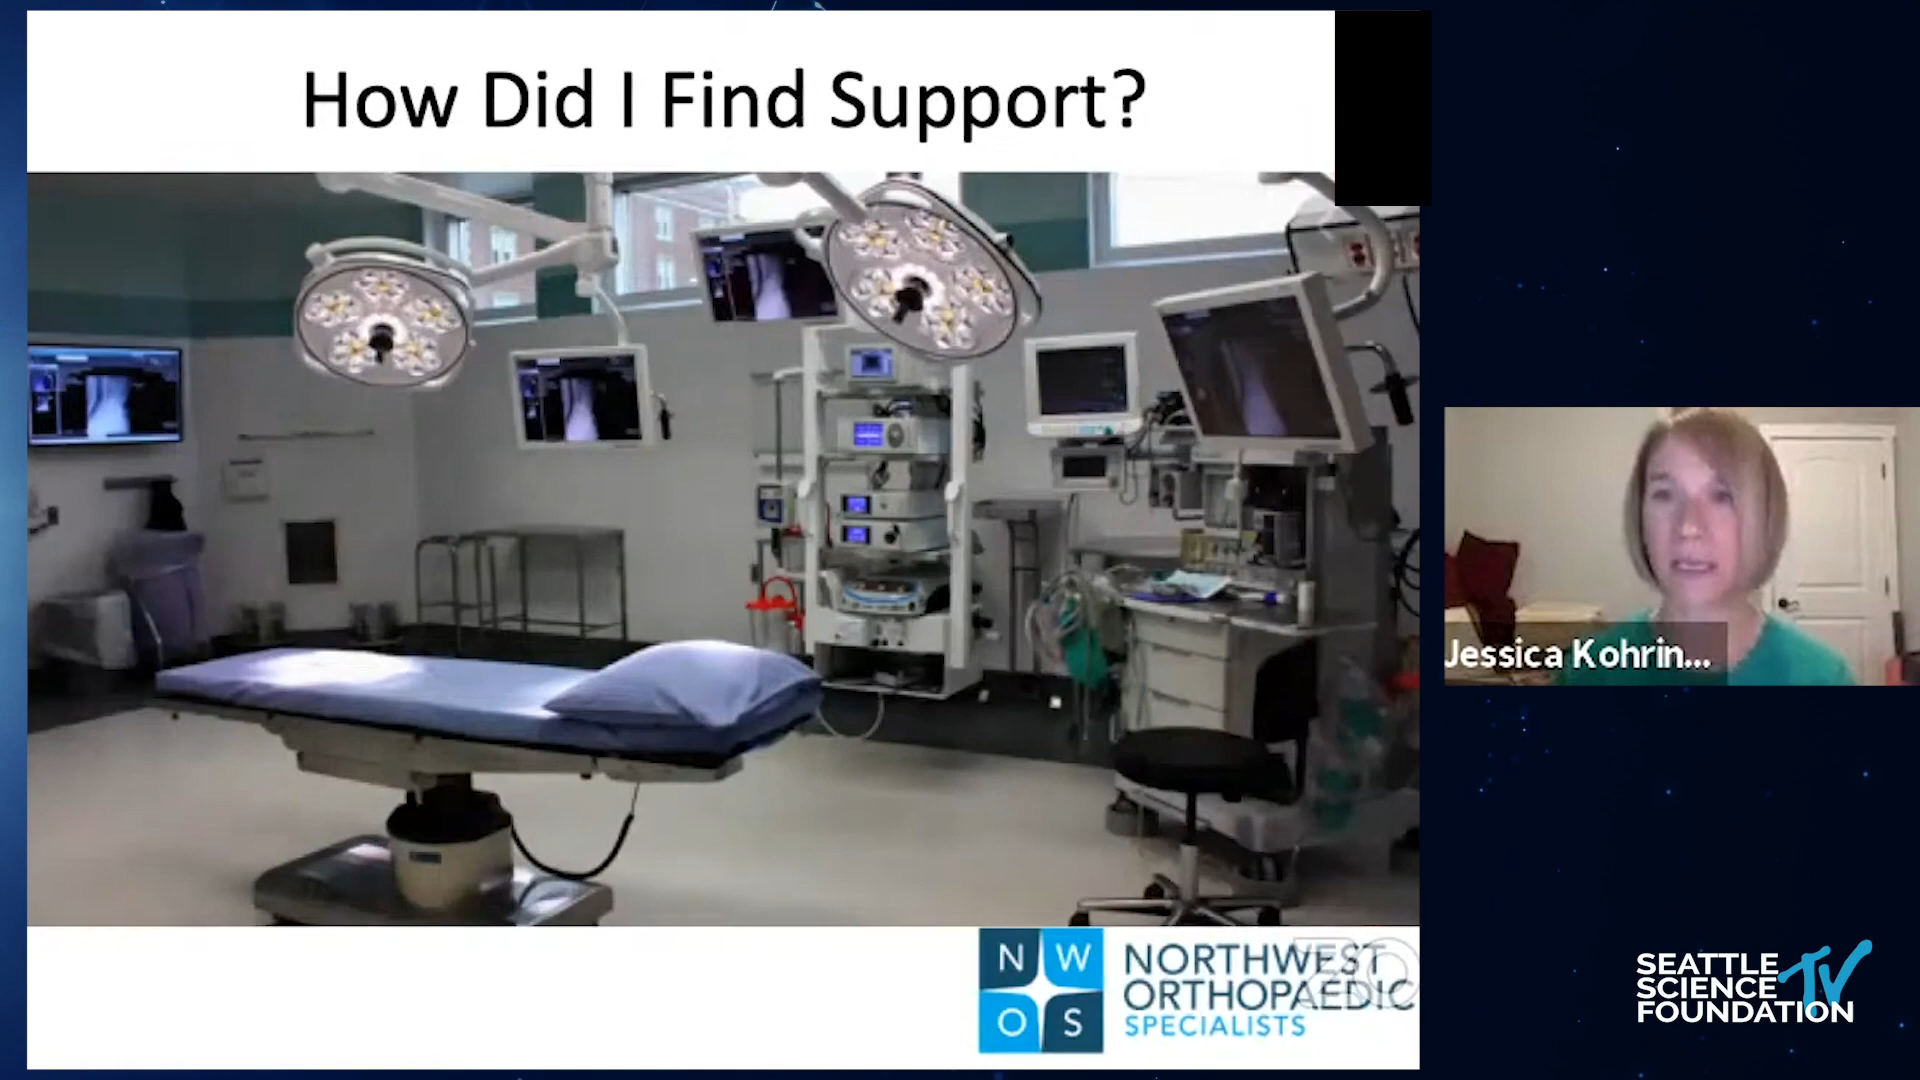 How Did I Find Support?
Jessica Kohrin...
N W
O S
NORTHWEST
ORTHOPAEDIC
SPECIALISTS
SEATTLE
SCIENCE
FOUNDATION
TV